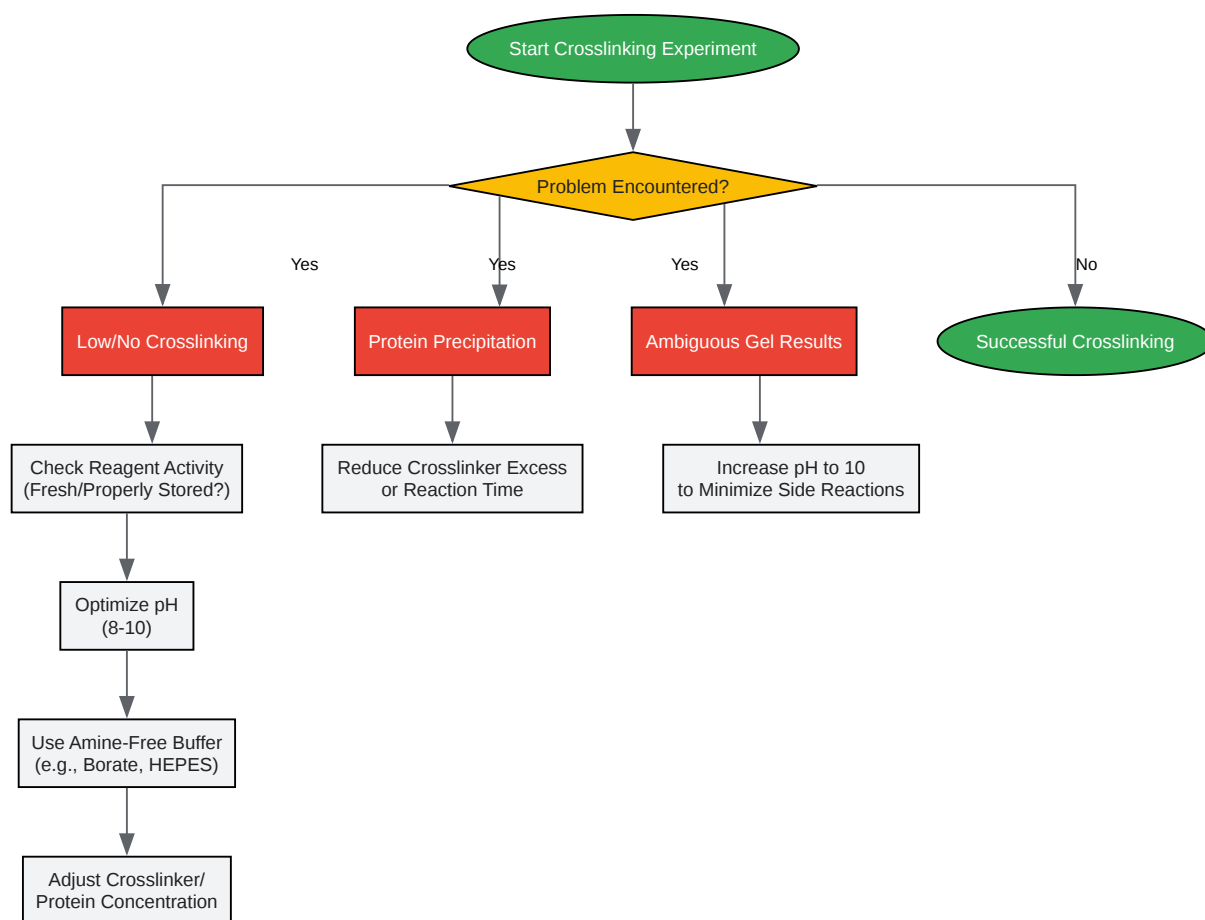 Start Crosslinking Experiment
Problem Encountered?
Yes
Yes
Yes
No
Low/No Crosslinking
Protein Precipitation
Ambiguous Gel Results
Successful Crosslinking
Check Reagent Activity
(Fresh/Properly Stored?)
Reduce Crosslinker Excess
or Reaction Time
Increase pH to 10
to Minimize Side Reactions
Optimize pH
(8-10)
Use Amine-Free Buffer
(e.g., Borate, HEPES)
Adjust Crosslinker/
Protein Concentration